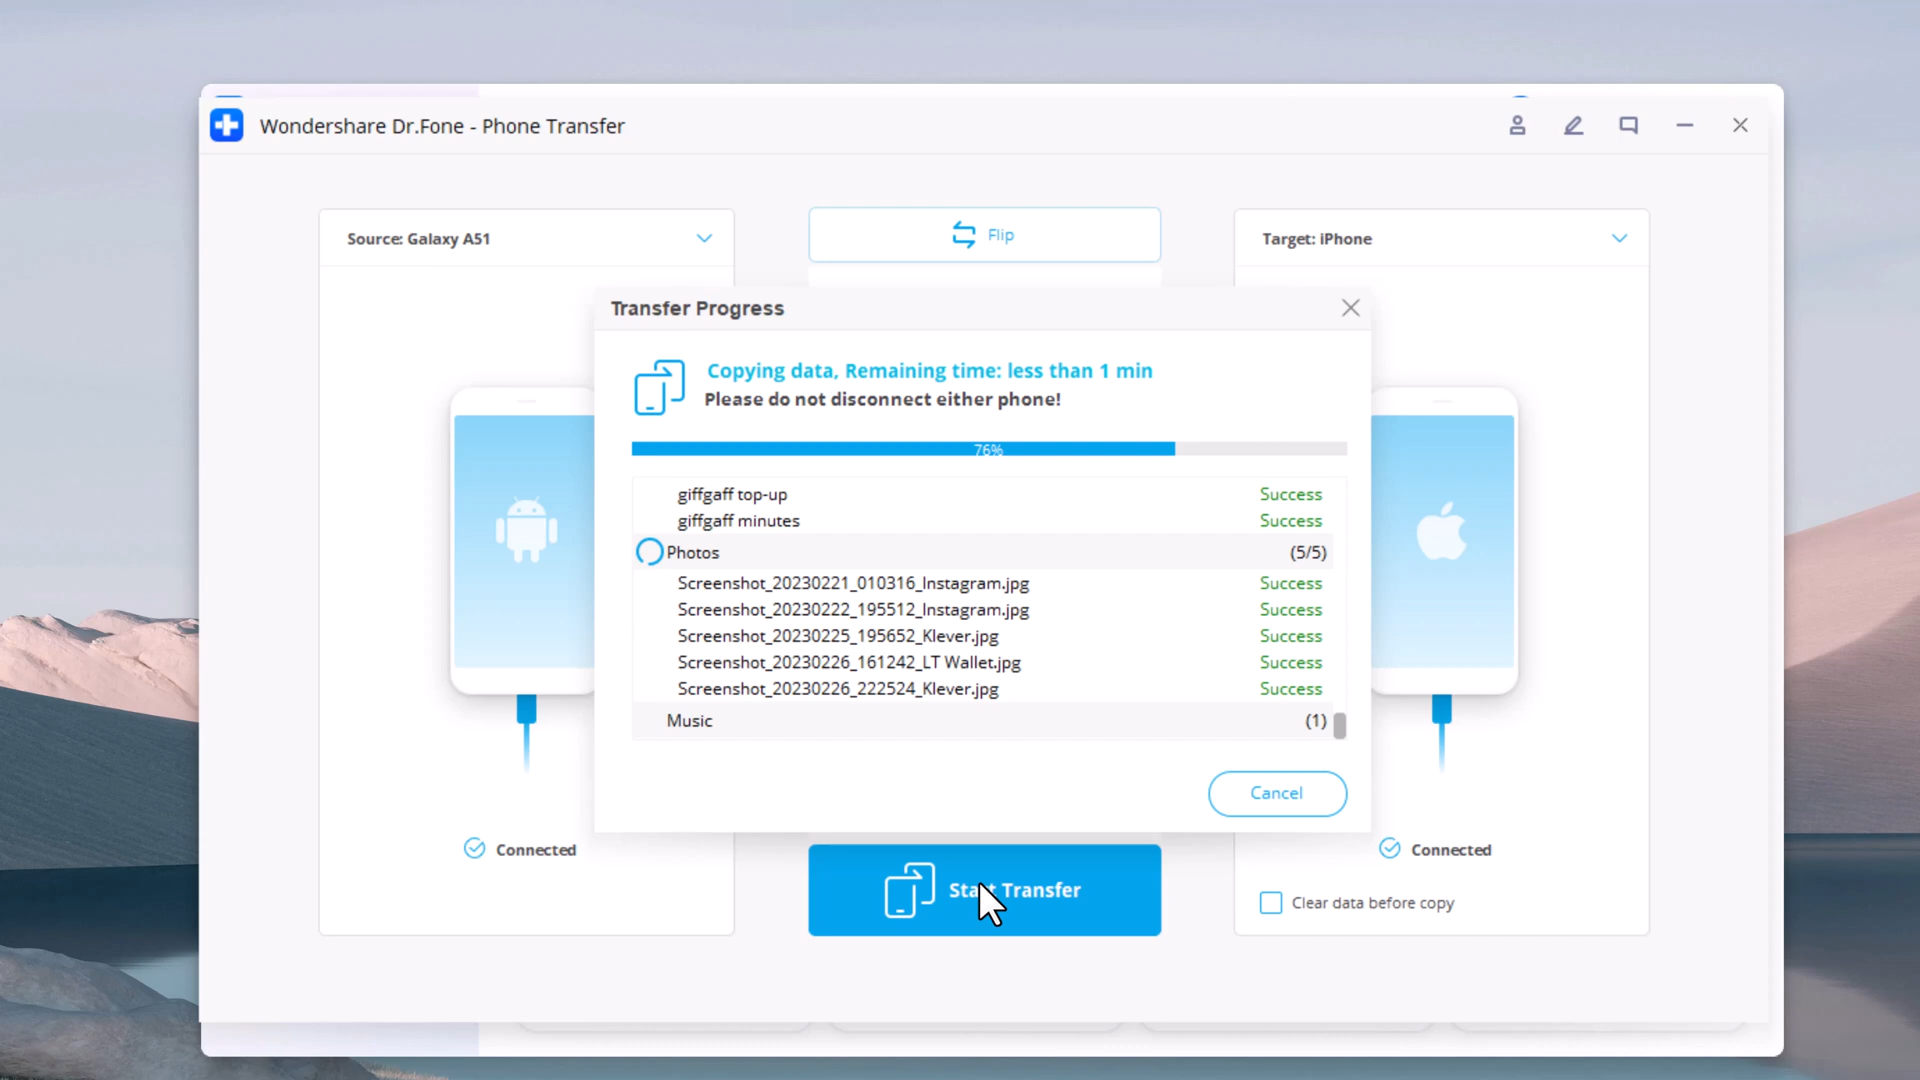 Wondershare Dr.Fone - Phone Transfer
Source: Galaxy A51
Flip
Target: iPhone
Transfer Progress
Copying data, Remaining time: less than 1 min
Please do not disconnect either phone!
76%
giffgaff top-up Success
giffgaff minutes Success
Photos (5/5)
Screenshot_20230221_010316_Instagram.jpg Success
Screenshot_20230222_195512_Instagram.jpg Success
Screenshot_20230225_195652_Klever.jpg Success
Screenshot_20230226_161242_LT Wallet.jpg Success
Screenshot_20230226_222524_Klever.jpg Success
Music (1)
Cancel
Connected
Connected
Start Transfer
Clear data before copy